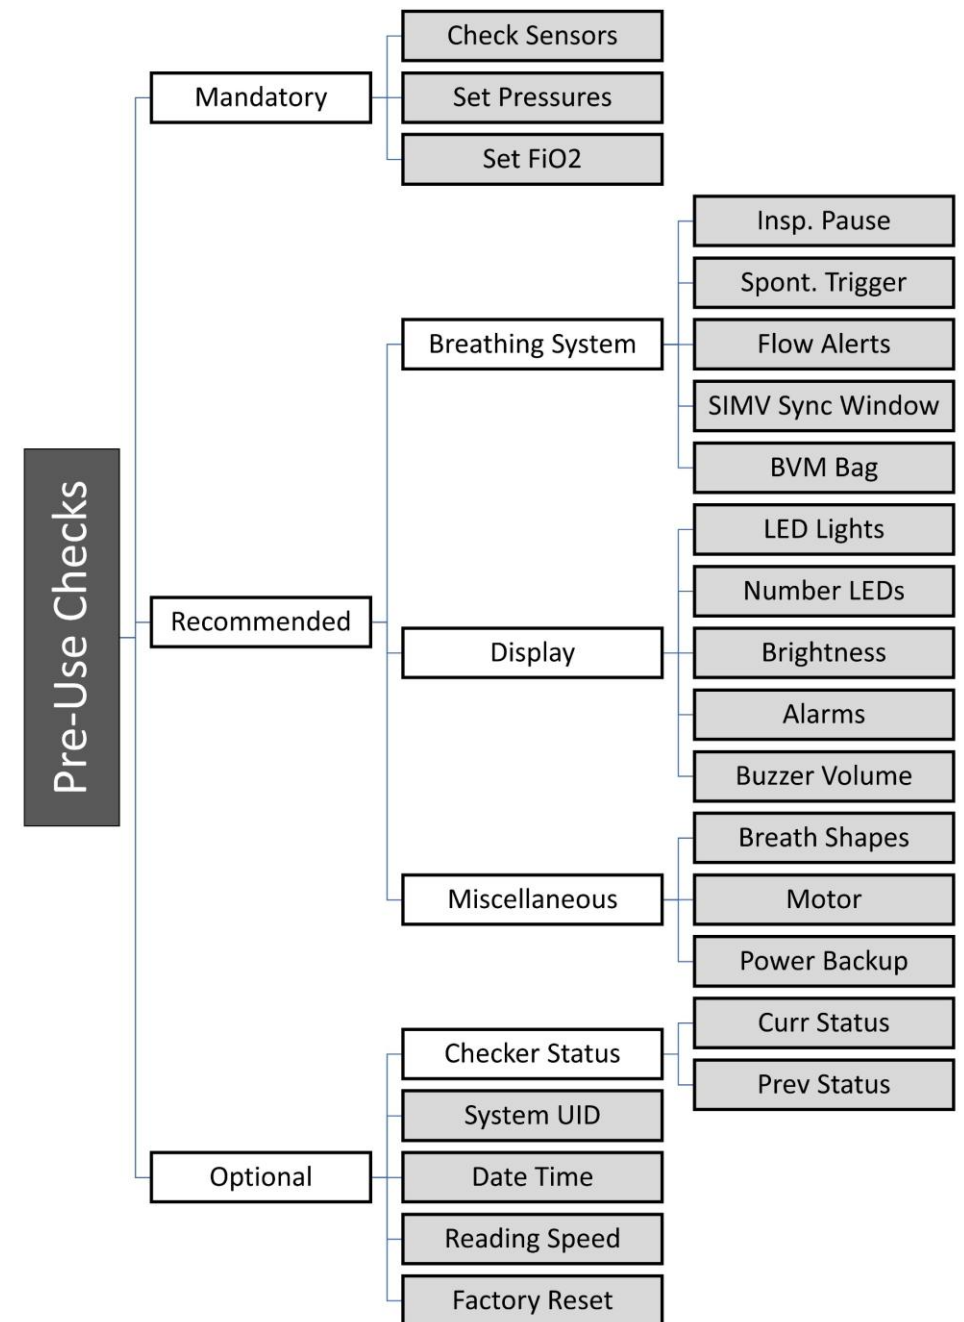 Pre-Use Checks
Mandatory
Check Sensors
Set Pressures
Set FiO2
Recommended
Breathing System
Insp. Pause
Spont. Trigger
Flow Alerts
SIMV Sync Window
BVM Bag
Display
LED Lights
Number LEDs
Brightness
Alarms
Buzzer Volume
Miscellaneous
Breath Shapes
Motor
Power Backup
Optional
Checker Status
Curr Status
Prev Status
System UID
Date Time
Reading Speed
Factory Reset